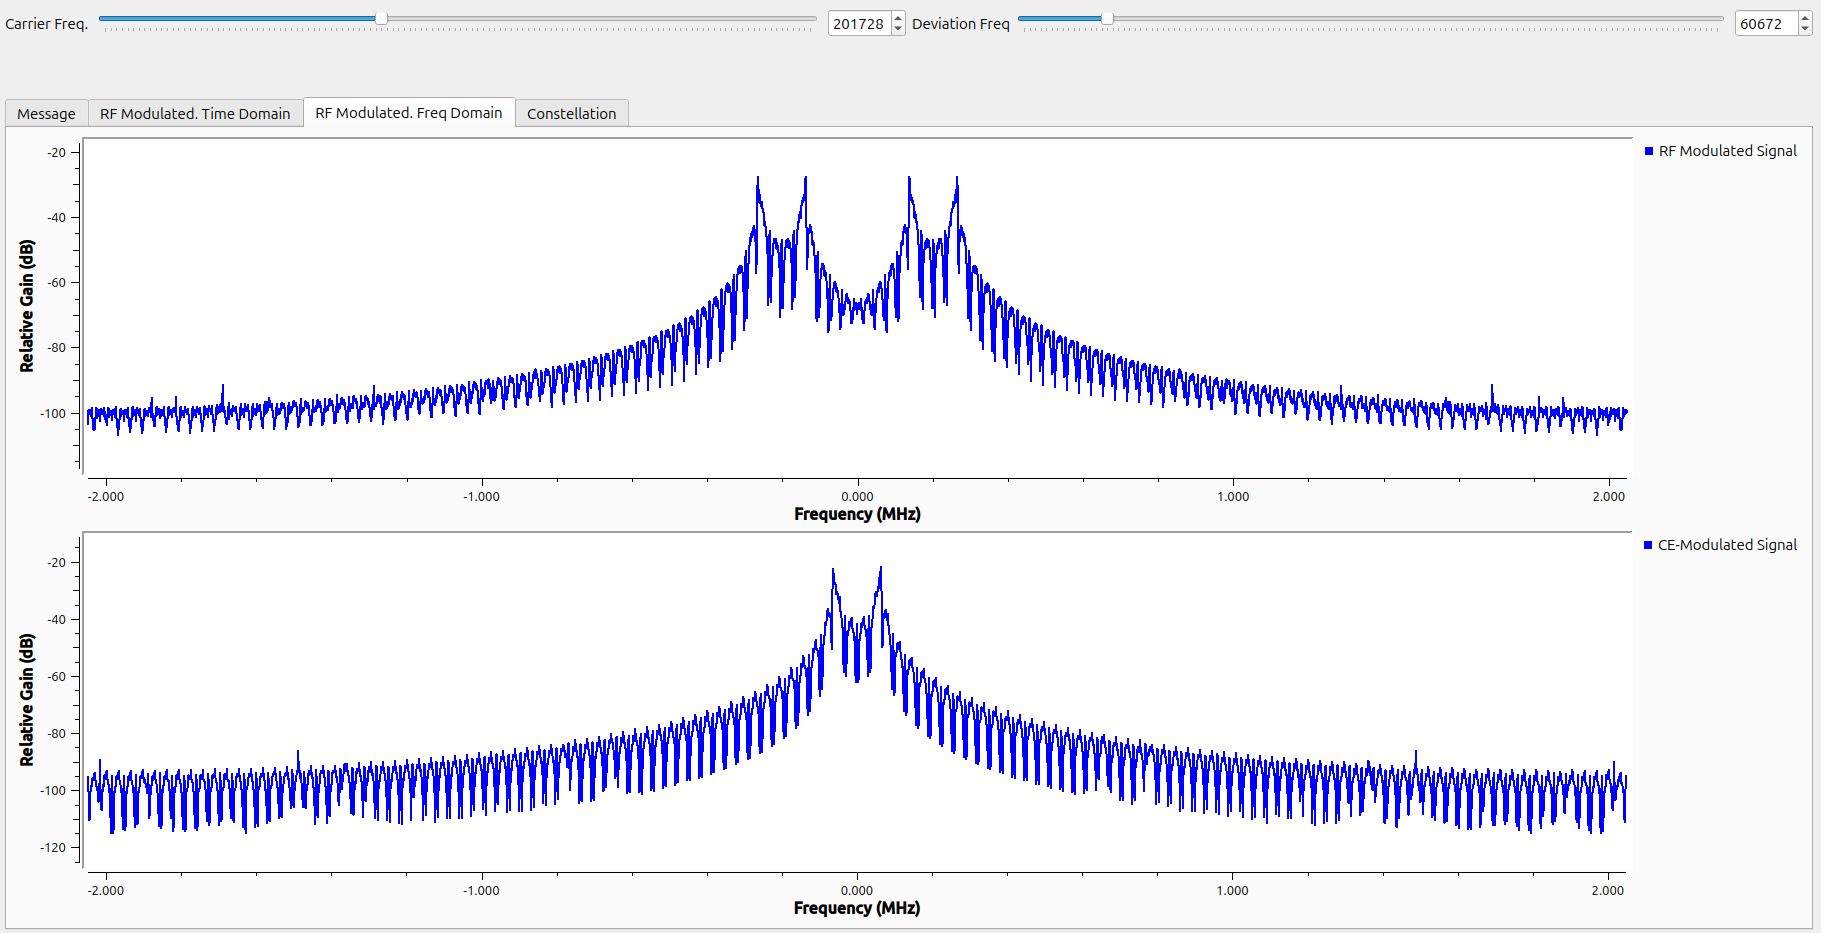 Carrier Freq. 201728 Deviation Freq 60672
Message RF Modulated. Time Domain RF Modulated. Freq Domain Constellation
-20
-40
-60
-80
-100
Relative Gain (dB)
RF Modulated Signal
-2.000 -1.000 0.000 1.000 2.000
Frequency (MHz)
-20
-40
-60
-80
-100
-120
Relative Gain (dB)
CE-Modulated Signal
-2.000 -1.000 0.000 1.000 2.000
Frequency (MHz)